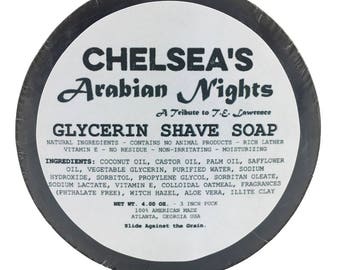 CHELSEA'S
Arabian Nights
A Tribute to T.E. Lawrence
GLYCERIN SHAVE SOAP
NATURAL INGREDIENTS - CONTAINS NO ANIMAL PRODUCTS - RICH LATHER
VITAMIN E - NO RESIDUE - NON-IRRITATING - MOISTURIZING
INGREDIENTS: COCONUT OIL, CASTOR OIL, PALM OIL, SAFFLOWER
OIL, VEGETABLE GLYCERIN, PURIFIED WATER, SODIUM
HYDROXIDE, SORBITOL, PROPYLENE GLYCOL, SORBITAN OLEATE,
SODIUM LACTATE, VITAMIN E, COLLOIDAL OATMEAL, FRAGRANCES
(PHTHALATE FREE), WITCH HAZEL, ALOE VERA, ILLITE CLAY
NET WT. 4.00 OZ. - 3 INCH PUCK
100% AMERICAN MADE
ATLANTA, GEORGIA USA
Slide Against the Grain.